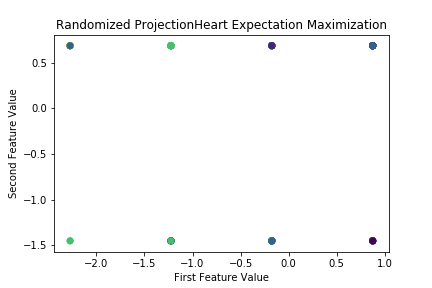 Randomized ProjectionHeart Expectation Maximization
0.5
0.0
−0.5
−1.0
−1.5
Second Feature Value
−2.0 −1.5 −1.0 −0.5 0.0 0.5 1.0
First Feature Value